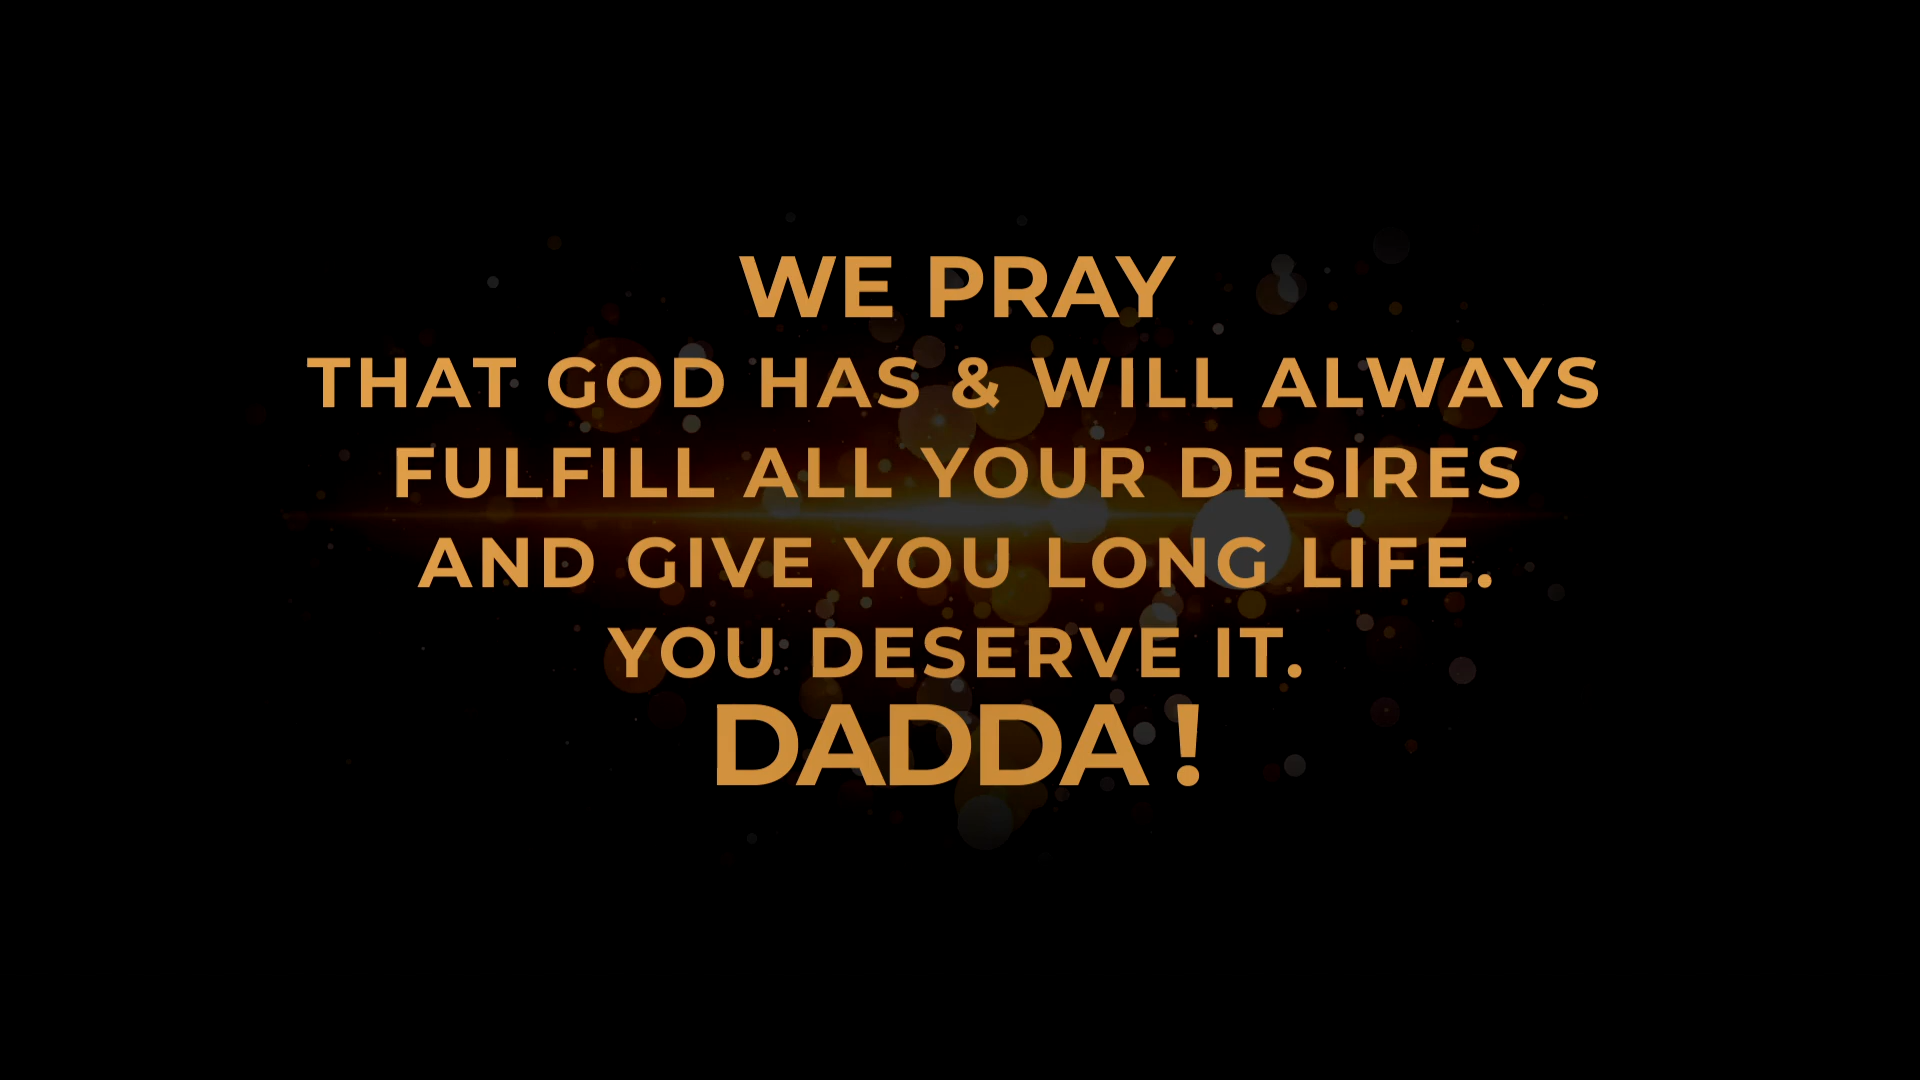 WE PRAY
THAT GOD HAS & WILL ALWAYS
FULFILL ALL YOUR DESIRES
AND GIVE YOU LONG LIFE.
YOU DESERVE IT.
DADDA !